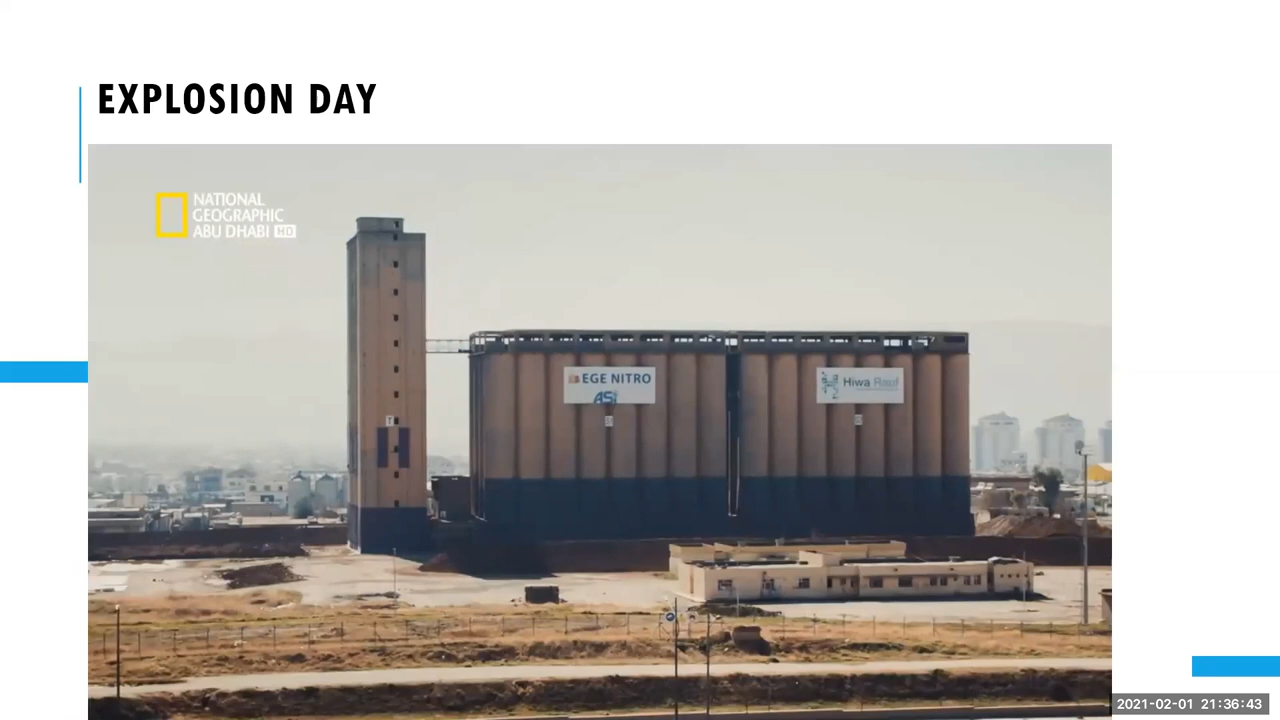 EXPLOSION DAY
NATIONAL
GEOGRAPHIC
ABU DHABI HD
EGE NITRO
ASi
Hiwa Rauf
T
2021-02-01 21:36:43